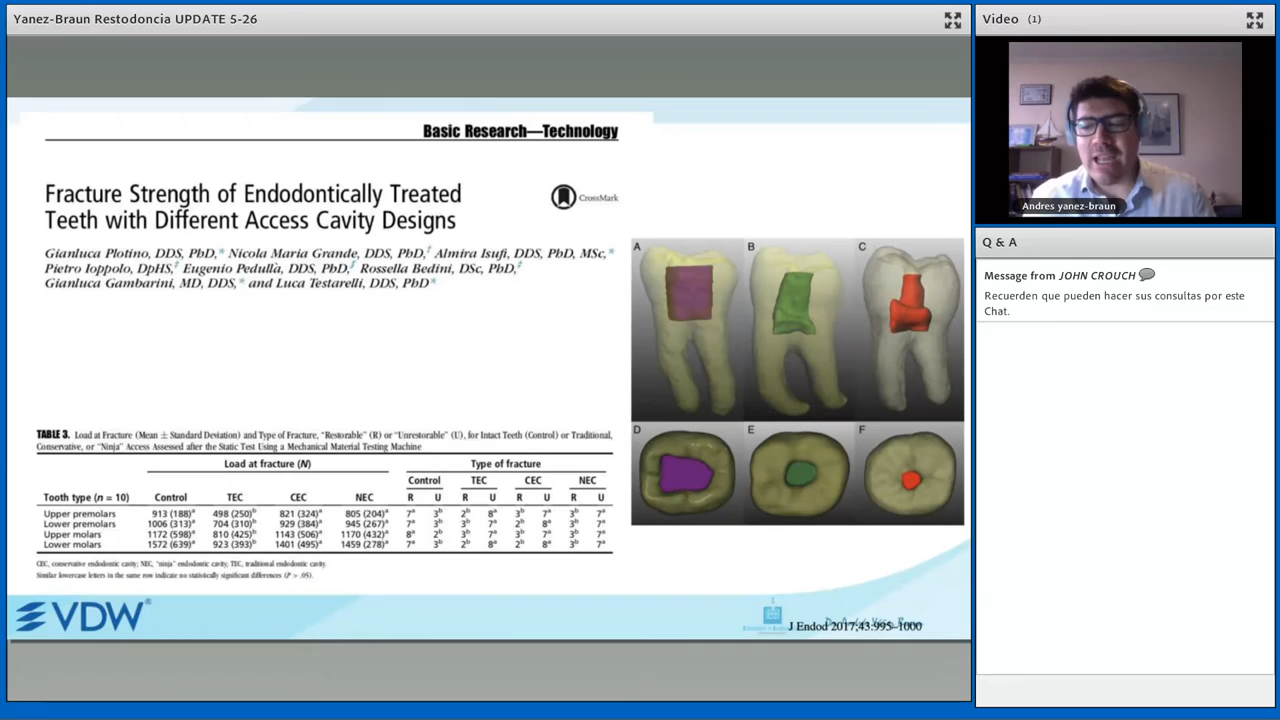 Yanez-Braun Restodoncia UPDATE 5-26
Basic Research—Technology
Fracture Strength of Endodontically Treated
Teeth with Different Access Cavity Designs
CrossMark
Gianluca Plotino, DDS, PhD,* Nicola Maria Grande, DDS, PhD,† Almira Isufi, DDS, PhD, MSc,*
Pietro Ioppolo, DpHS,‡ Eugenio Pedullà, DDS, PhD,§ Rossella Bedini, DSc, PhD,‡
Gianluca Gambarini, MD, DDS,* and Luca Testarelli, DDS, PhD*
A B C
D E F
TABLE 3. Load at Fracture (Mean ± Standard Deviation) and Type of Fracture, "Restorable" (R) or "Unrestorable" (U), for Intact Teeth (Control) or Traditional,
Conservative, or "Ninja" Access Assessed after the Static Test Using a Mechanical Material Testing Machine
Load at fracture (N) Type of fracture
Control TEC CEC NEC
Tooth type (n = 10) Control TEC CEC NEC R U R U R U R U
Upper premolars 913 (188)ᵃ 498 (250)ᵇ 821 (324)ᵃ 805 (204)ᵃ 7ᵃ 3ᵇ 2ᵇ 8ᵃ 3ᵇ 7ᵃ 3ᵇ 7ᵃ
Lower premolars 1006 (313)ᵃ 704 (310)ᵇ 929 (384)ᵃ 945 (267)ᵃ 7ᵃ 3ᵇ 3ᵇ 7ᵃ 2ᵇ 8ᵃ 3ᵇ 7ᵃ
Upper molars 1172 (598)ᵃ 810 (425)ᵇ 1143 (506)ᵃ 1170 (432)ᵃ 8ᵃ 2ᵇ 3ᵇ 7ᵃ 3ᵇ 7ᵃ 3ᵇ 7ᵃ
Lower molars 1572 (639)ᵃ 923 (393)ᵇ 1401 (495)ᵃ 1459 (278)ᵃ 7ᵃ 3ᵇ 2ᵇ 8ᵃ 2ᵇ 8ᵃ 3ᵇ 7ᵃ
CEC, conservative endodontic cavity; NEC, "ninja" endodontic cavity; TEC, traditional endodontic cavity.
Similar lowercase letters in the same row indicate no statistically significant differences (P > .05).
VDW®
J Endod 2017;43:995–1000
Video (1)
Andres yanez-braun
Q & A
Message from JOHN CROUCH
Recuerden que pueden hacer sus consultas por este
Chat.